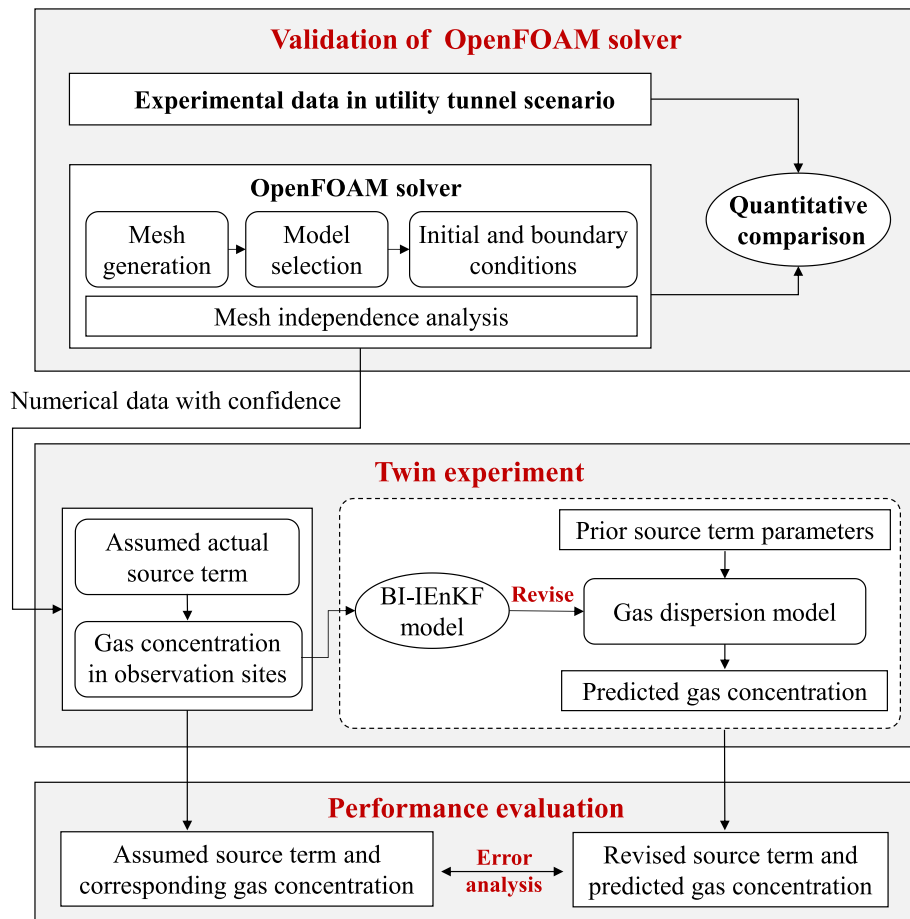 Validation of OpenFOAM solver
Experimental data in utility tunnel scenario
OpenFOAM solver
Mesh
generation
Model
selection
Initial and boundary
conditions
Mesh independence analysis
Quantitative
comparison
Numerical data with confidence
Twin experiment
Assumed actual
source term
Gas concentration
in observation sites
BI-IEnKF
model
Revise
Prior source term parameters
Gas dispersion model
Predicted gas concentration
Performance evaluation
Assumed source term and
corresponding gas concentration
Error
analysis
Revised source term and
predicted gas concentration